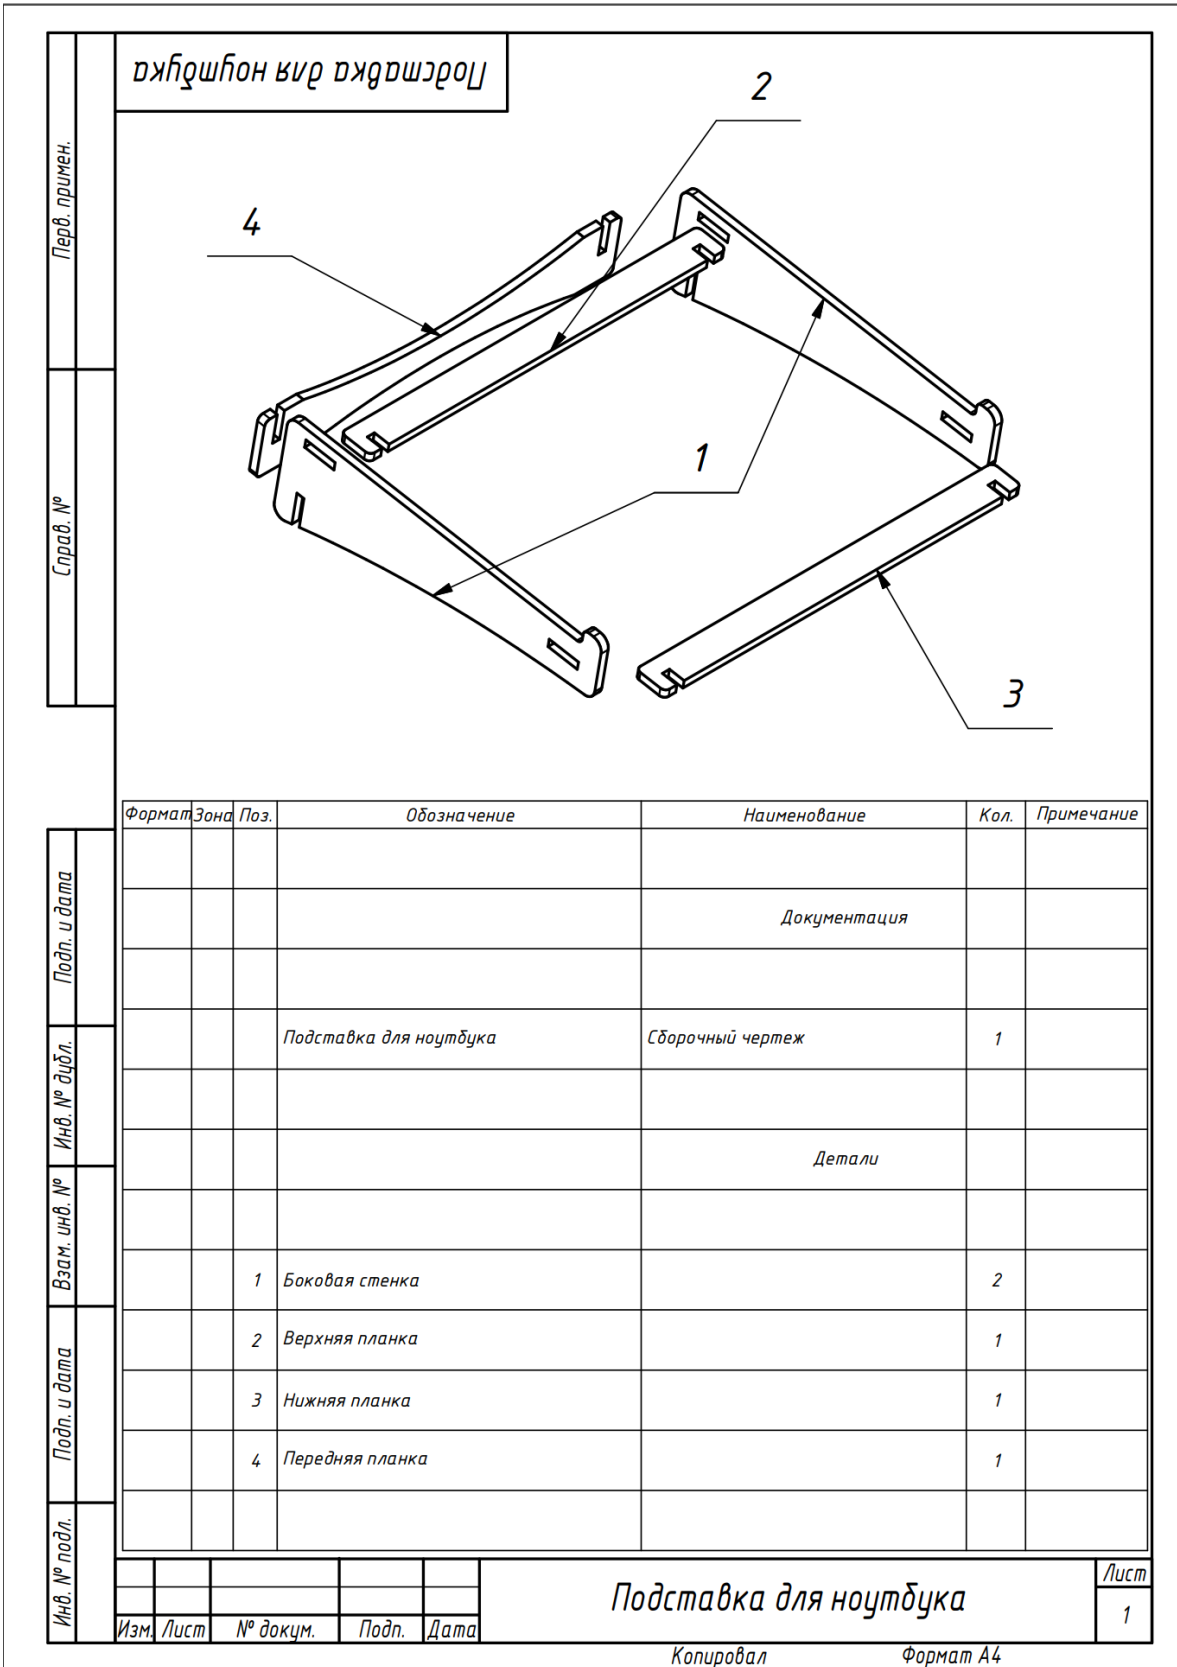 Подставка для ноутбука
2
4
1
3
Перв. примен.
Справ. №
Подп. и дата
Инв. № дубл.
Взам. инв. №
Подп. и дата
Инв. № подл.
Формат Зона Поз. Обозначение Наименование Кол. Примечание
Документация
Подставка для ноутбука Сборочный чертеж 1
Детали
1 Боковая стенка 2
2 Верхняя планка 1
3 Нижняя планка 1
4 Передняя планка 1
Изм. Лист № докум. Подп. Дата
Подставка для ноутбука
Лист
1
Копировал Формат А4